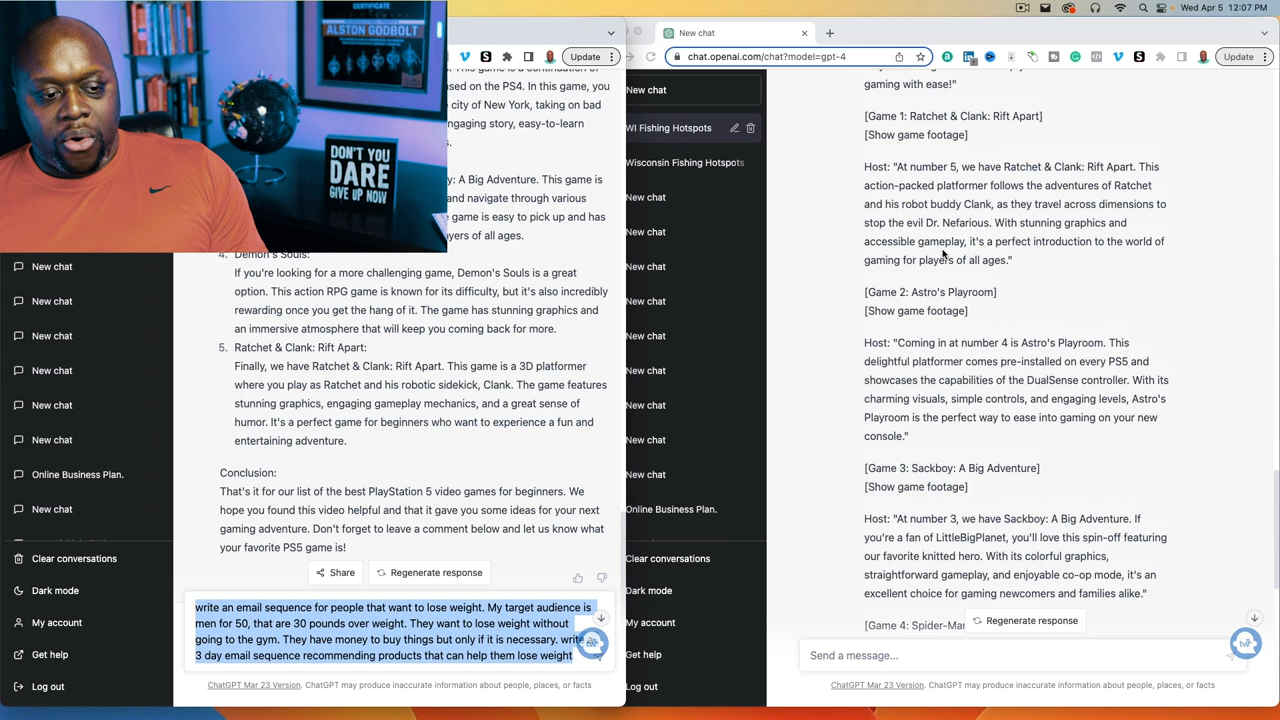 Wed Apr 5 12:07 PM
CERTIFICATE
ALSTON GODBOLT
DON'T YOU
DARE
GIVE UP NOW
Update
New chat
chat.openai.com/chat?model=gpt-4
Update
New chat
New chat
New chat
New chat
New chat
New chat
Online Business Plan.
New chat
Clear conversations
Dark mode
My account
Get help
Log out
sed on the PS4. In this game, you
city of New York, taking on bad
ngaging story, easy-to-learn
y: A Big Adventure. This game is
and navigate through various
game is easy to pick up and has
yers of all ages.
4. Demon's Souls:
If you're looking for a more challenging game, Demon's Souls is a great
option. This action RPG game is known for its difficulty, but it's also incredibly
rewarding once you get the hang of it. The game has stunning graphics and
an immersive atmosphere that will keep you coming back for more.
5. Ratchet & Clank: Rift Apart:
Finally, we have Ratchet & Clank: Rift Apart. This game is a 3D platformer
where you play as Ratchet and his robotic sidekick, Clank. The game features
stunning graphics, engaging gameplay mechanics, and a great sense of
humor. It's a perfect game for beginners who want to experience a fun and
entertaining adventure.
Conclusion:
That's it for our list of the best PlayStation 5 video games for beginners. We
hope you found this video helpful and that it gave you some ideas for your next
gaming adventure. Don't forget to leave a comment below and let us know what
your favorite PS5 game is!
Share
Regenerate response
write an email sequence for people that want to lose weight. My target audience is
men for 50, that are 30 pounds over weight. They want to lose weight without
going to the gym. They have money to buy things but only if it is necessary. write
3 day email sequence recommending products that can help them lose weight
ChatGPT Mar 23 Version. ChatGPT may produce inaccurate information about people, places, or facts
New chat
WI Fishing Hotspots
Wisconsin Fishing Hotspots
New chat
New chat
New chat
New chat
New chat
New chat
New chat
New chat
New chat
Online Business Plan.
Clear conversations
Dark mode
My account
Get help
Log out
gaming with ease!"
[Game 1: Ratchet & Clank: Rift Apart]
[Show game footage]
Host: "At number 5, we have Ratchet & Clank: Rift Apart. This
action-packed platformer follows the adventures of Ratchet
and his robot buddy Clank, as they travel across dimensions to
stop the evil Dr. Nefarious. With stunning graphics and
accessible gameplay, it's a perfect introduction to the world of
gaming for players of all ages."
[Game 2: Astro's Playroom]
[Show game footage]
Host: "Coming in at number 4 is Astro's Playroom. This
delightful platformer comes pre-installed on every PS5 and
showcases the capabilities of the DualSense controller. With its
charming visuals, simple controls, and engaging levels, Astro's
Playroom is the perfect way to ease into gaming on your new
console."
[Game 3: Sackboy: A Big Adventure]
[Show game footage]
Host: "At number 3, we have Sackboy: A Big Adventure. If
you're a fan of LittleBigPlanet, you'll love this spin-off featuring
our favorite knitted hero. With its colorful graphics,
straightforward gameplay, and enjoyable co-op mode, it's an
excellent choice for gaming newcomers and families alike."
[Game 4: Spider-Ma
Regenerate response
Send a message...
ChatGPT Mar 23 Version. ChatGPT may produce inaccurate information about people, places, or facts